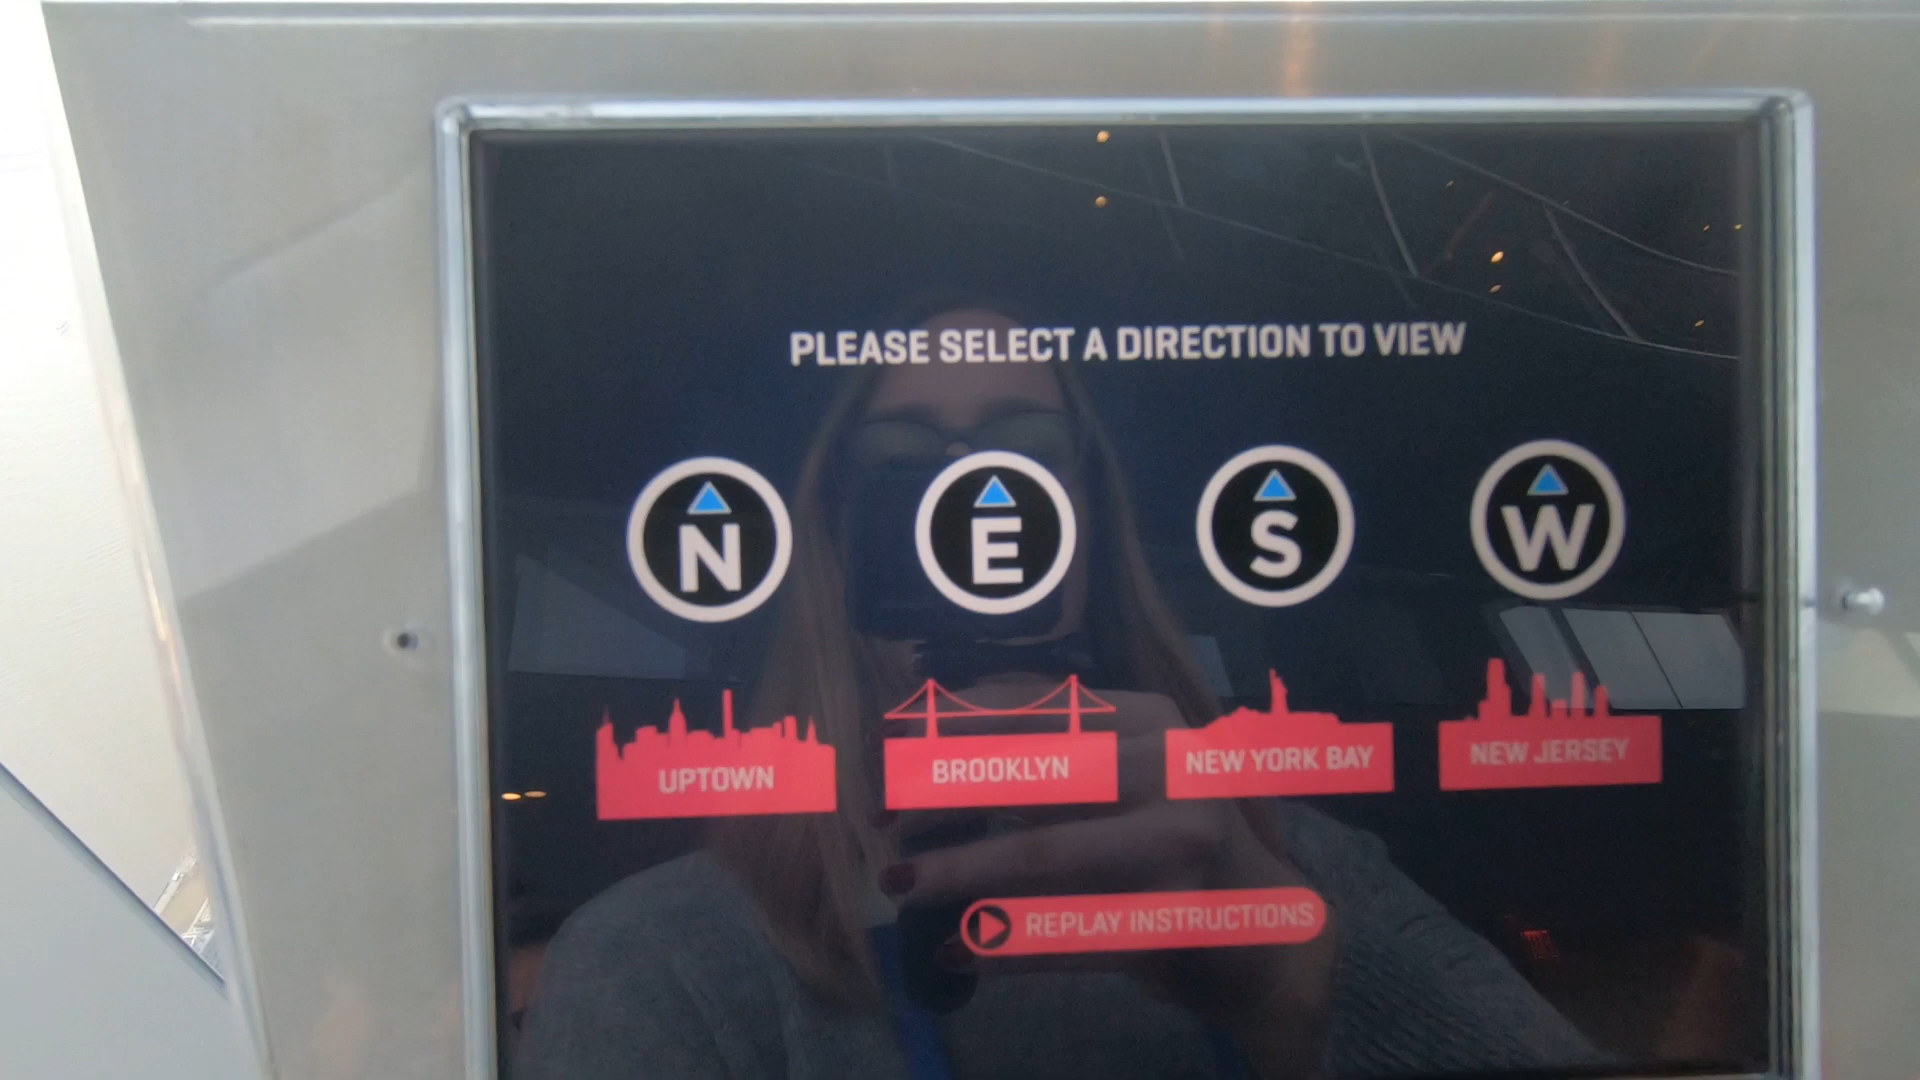 PLEASE SELECT A DIRECTION TO VIEW
N E S W
UPTOWN BROOKLYN NEW YORK BAY NEW JERSEY
REPLAY INSTRUCTIONS